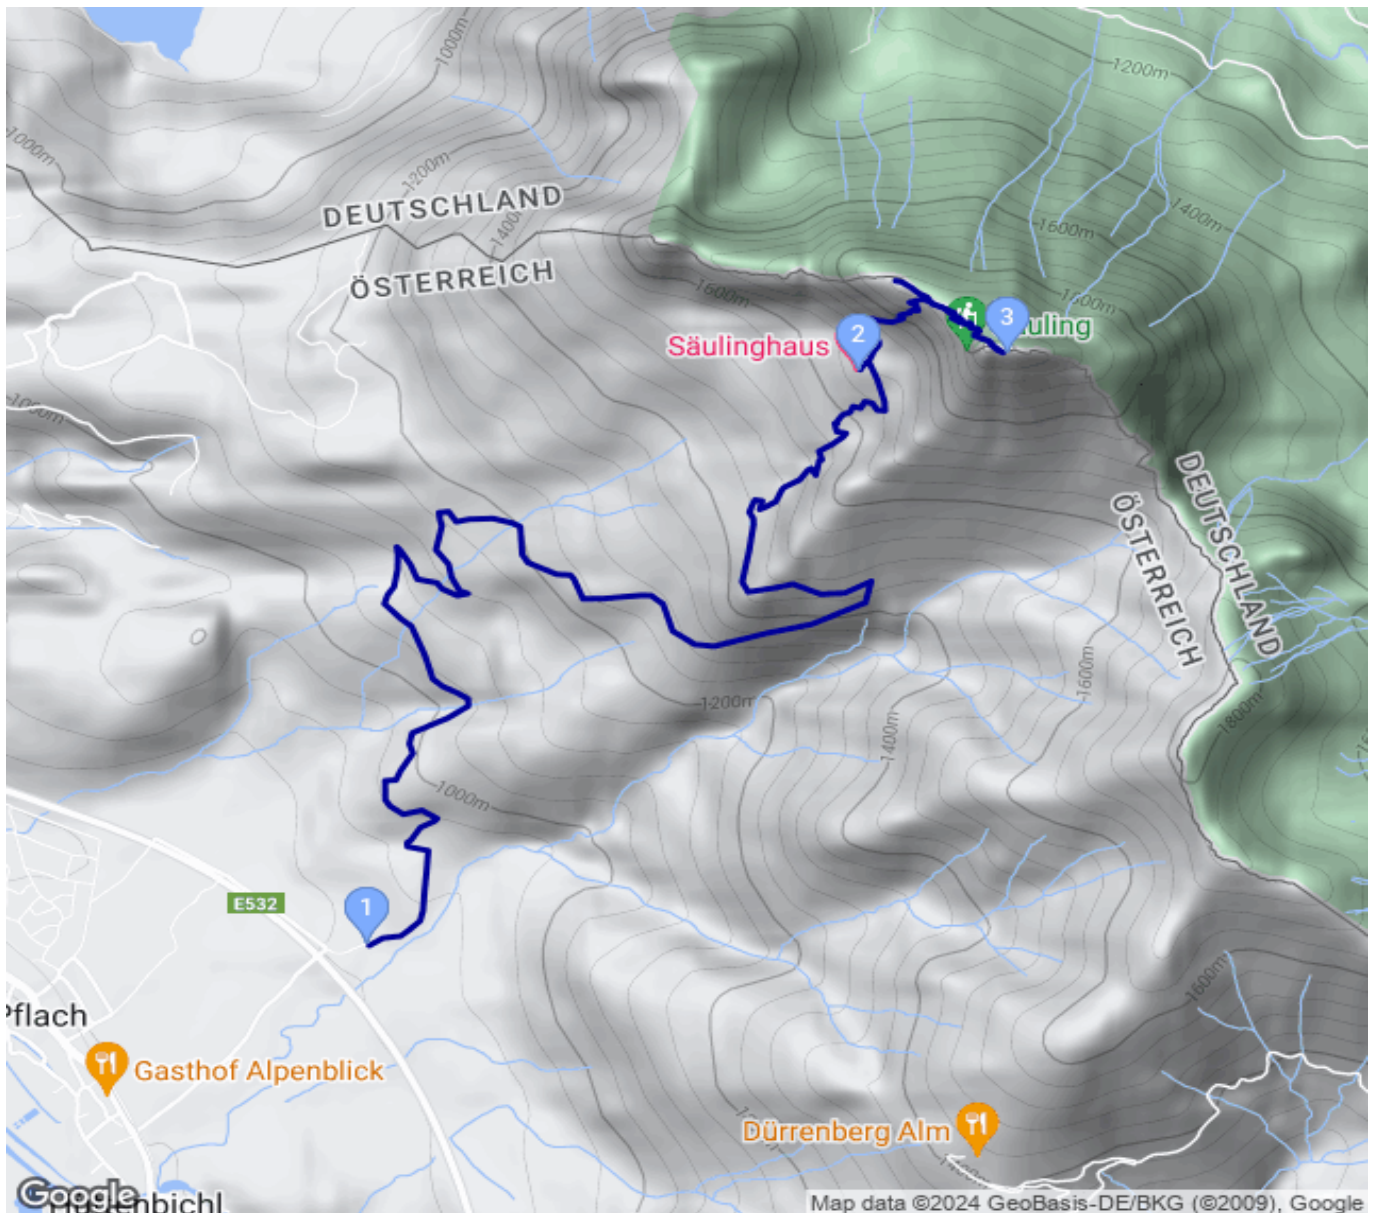 1000m
1200m
1000m
1200m
DEUTSCHLAND
1400m
1400m
1600m
ÖSTERREICH
1600m
1600m
3
2
uling
Säulinghaus
DEUTSCHLAND
ÖSTERREICH
1600m
1200m
1400m
1800m
1000m
E532
1
1600m
Pflach
Gasthof Alpenblick
Dürrenberg Alm
Google
Map data ©2024 GeoBasis-DE/BKG (©2009), Google